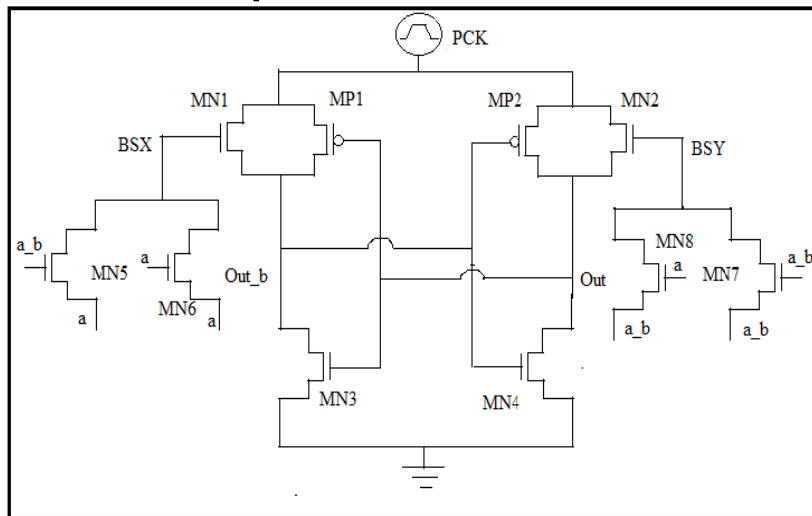 PCK
MN1
MP1
MP2
MN2
BSX
BSY
a_b
MN5
a
MN6
Out_b
Out
MN8
a
MN7
a_b
a
a
a_b
a_b
MN3
MN4